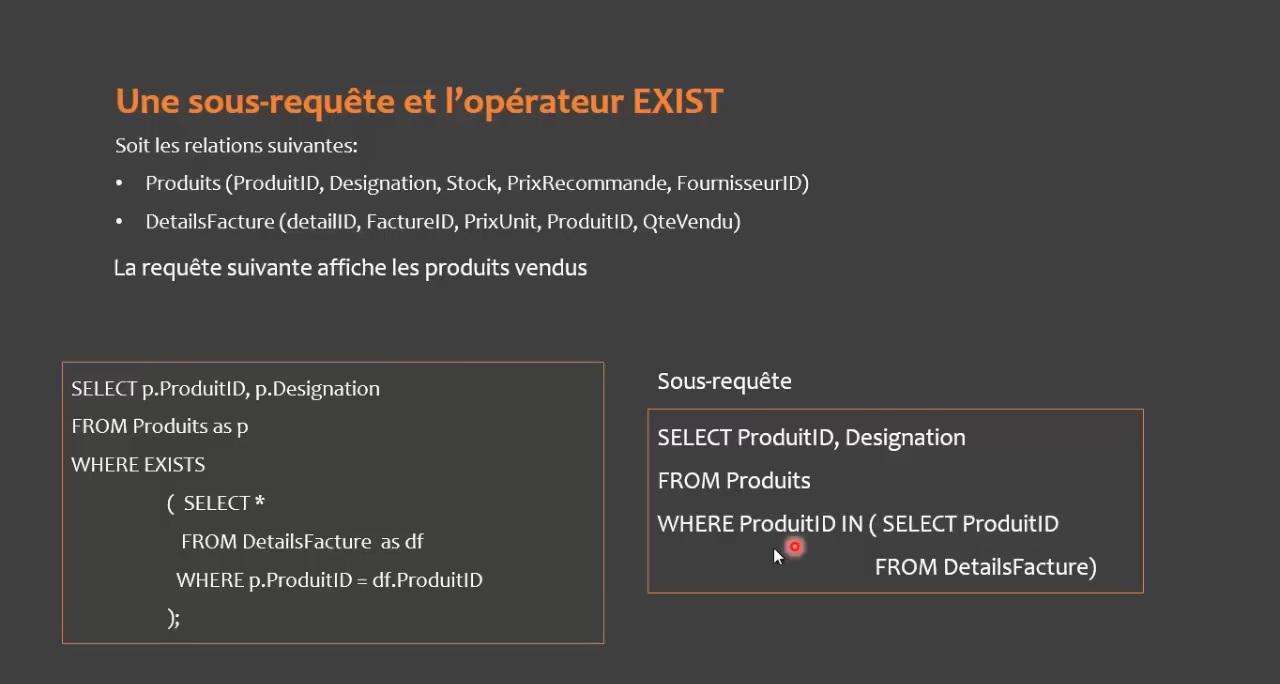 Une sous-requête et l’opérateur EXIST
Soit les relations suivantes:
• Produits (ProduitID, Designation, Stock, PrixRecommande, FournisseurID)
• DetailsFacture (detailID, FactureID, PrixUnit, ProduitID, QteVendu)
La requête suivante affiche les produits vendus
SELECT p.ProduitID, p.Designation
FROM Produits as p
WHERE EXISTS
( SELECT *
FROM DetailsFacture as df
WHERE p.ProduitID = df.ProduitID
);
Sous-requête
SELECT ProduitID, Designation
FROM Produits
WHERE ProduitID IN ( SELECT ProduitID
FROM DetailsFacture)